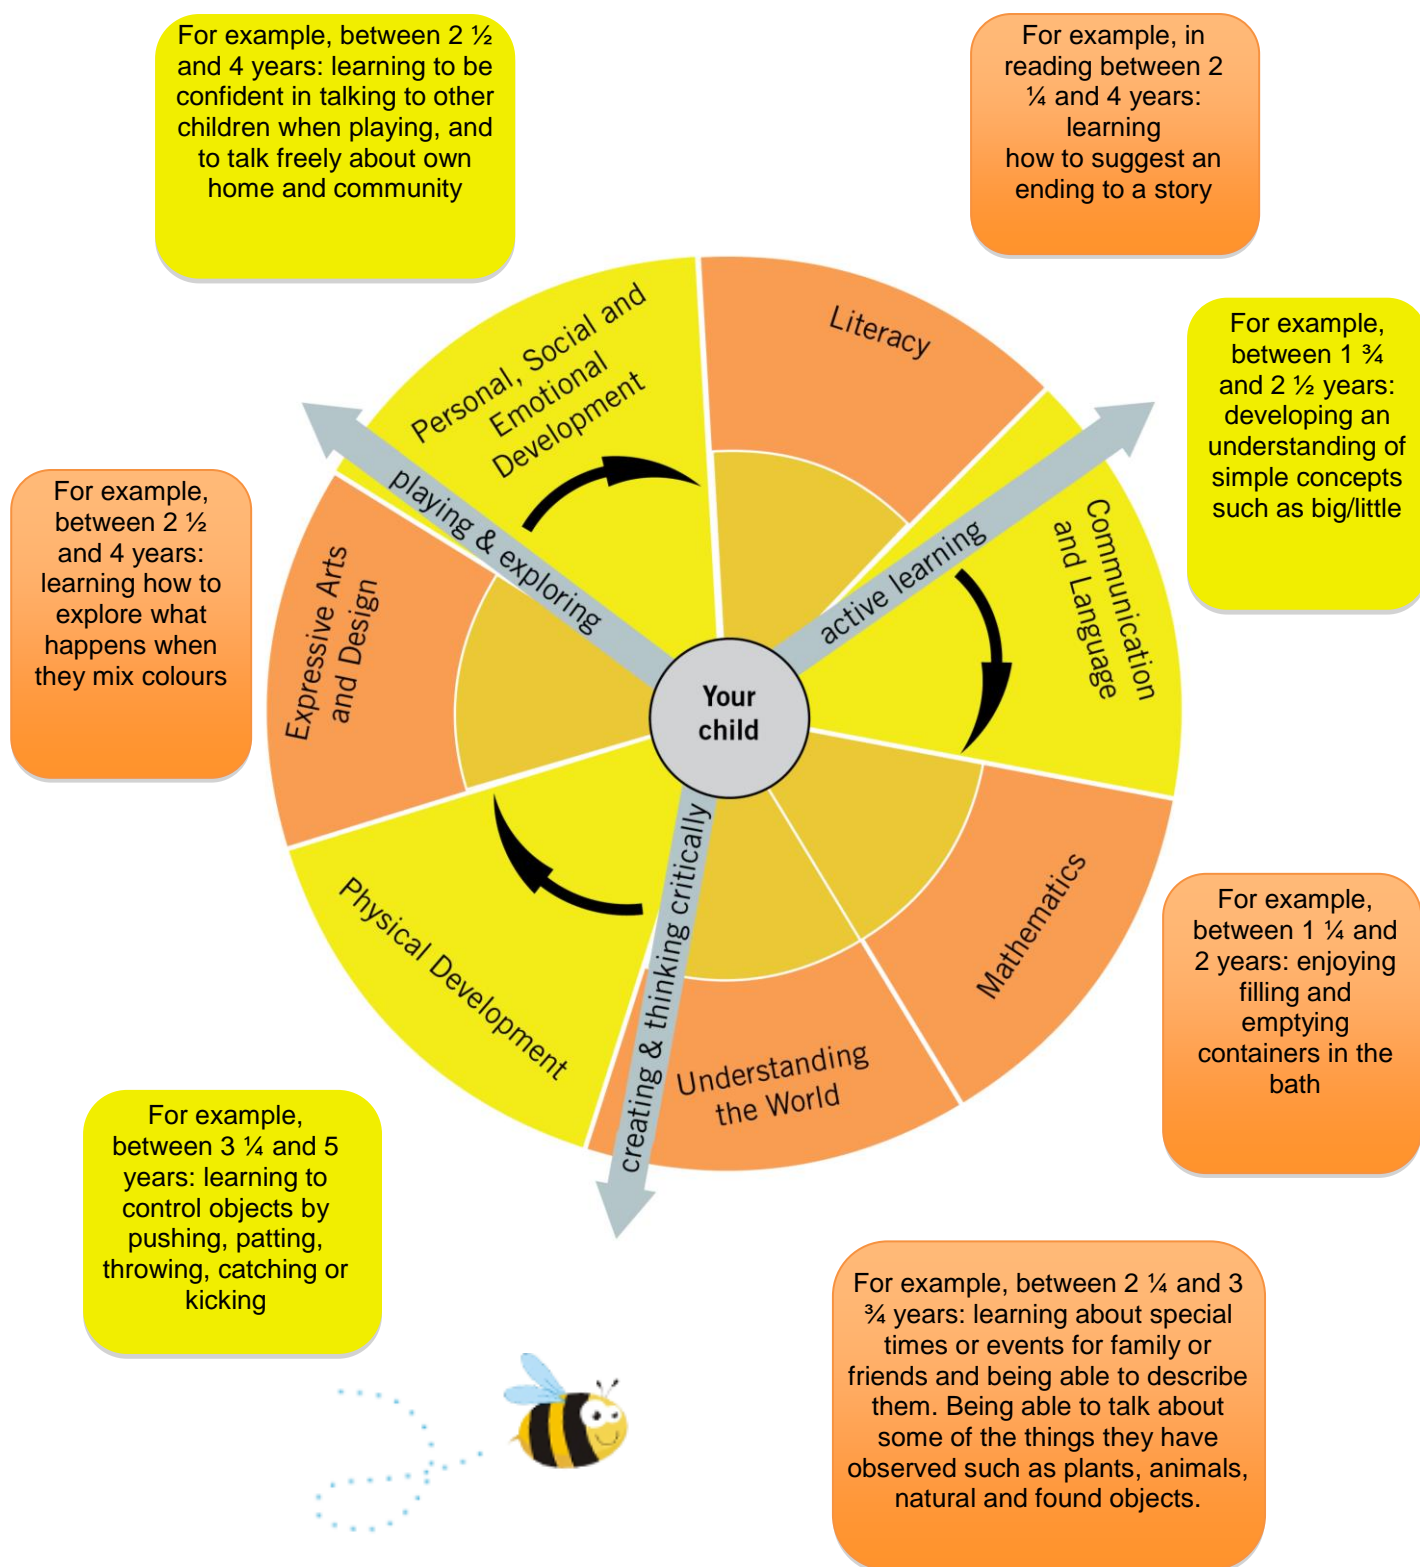 For example, between 2 ½
and 4 years: learning to be
confident in talking to other
children when playing, and
to talk freely about own
home and community
For example, in
reading between 2
¼ and 4 years:
learning
how to suggest an
ending to a story
For example,
between 1 ¾
and 2 ½ years:
developing an
understanding of
simple concepts
such as big/little
For example,
between 2 ½
and 4 years:
learning how to
explore what
happens when
they mix colours
Personal, Social and
Emotional
Development
Literacy
Communication
and Language
playing & exploring
active learning
Expressive Arts
and Design
Your
child
creating & thinking critically
Physical Development
Understanding
the World
Mathematics
For example,
between 1 ¼ and
2 years: enjoying
filling and
emptying
containers in the
bath
For example,
between 3 ¼ and 5
years: learning to
control objects by
pushing, patting,
throwing, catching or
kicking
For example, between 2 ¼ and 3
¾ years: learning about special
times or events for family or
friends and being able to describe
them. Being able to talk about
some of the things they have
observed such as plants, animals,
natural and found objects.